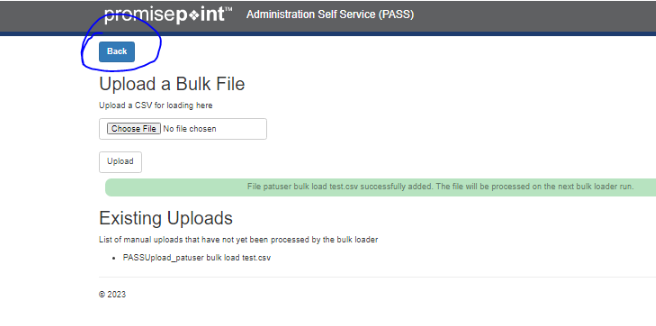 promisepoint™ Administration Self Service (PASS)
Back
Upload a Bulk File
Upload a CSV for loading here
Choose File No file chosen
Upload
File patuser bulk load test.csv successfully added. The file will be processed on the next bulk loader run.
Existing Uploads
List of manual uploads that have not yet been processed by the bulk loader
• PASSUpload_patuser bulk load test.csv
© 2023